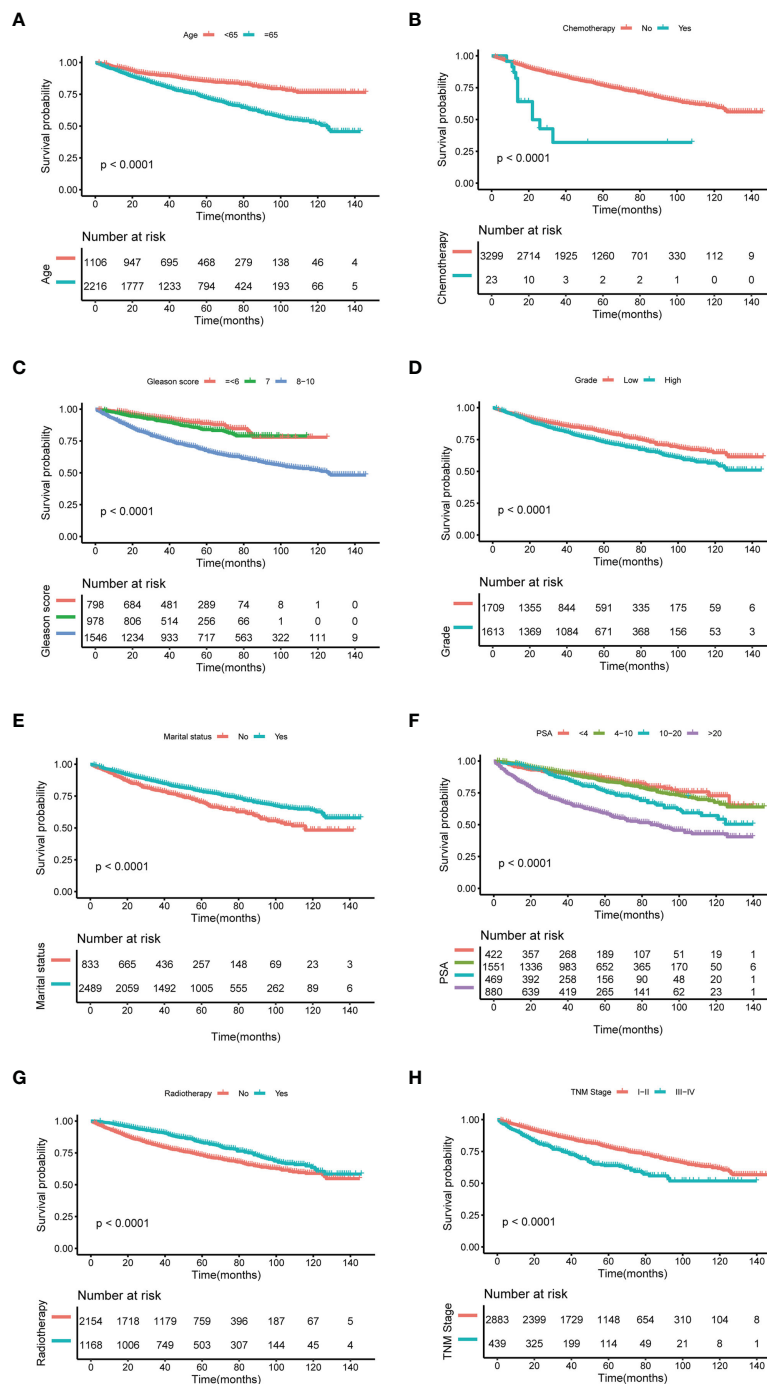 A
Age <65 =65
Survival probability
1.00
0.75
0.50
0.25
0.00
p < 0.0001
0 20 40 60 80 100 120 140
Time(months)
Number at risk
Age
1106 947 695 468 279 138 46 4
2216 1777 1233 794 424 193 66 5
0 20 40 60 80 100 120 140
Time(months)
B
Chemotherapy No Yes
Survival probability
1.00
0.75
0.50
0.25
0.00
p < 0.0001
0 20 40 60 80 100 120 140
Time(months)
Number at risk
Chemotherapy
3299 2714 1925 1260 701 330 112 9
23 10 3 2 2 1 0 0
0 20 40 60 80 100 120 140
Time(months)
C
Gleason score =<6 7 8-10
Survival probability
1.00
0.75
0.50
0.25
0.00
p < 0.0001
0 20 40 60 80 100 120 140
Time(months)
Number at risk
Gleason score
798 684 481 289 74 8 1 0
978 806 514 256 66 1 0 0
1546 1234 933 717 563 322 111 9
0 20 40 60 80 100 120 140
Time(months)
D
Grade Low High
Survival probability
1.00
0.75
0.50
0.25
0.00
p < 0.0001
0 20 40 60 80 100 120 140
Time(months)
Number at risk
Grade
1709 1355 844 591 335 175 59 6
1613 1369 1084 671 368 156 53 3
0 20 40 60 80 100 120 140
Time(months)
E
Marital status No Yes
Survival probability
1.00
0.75
0.50
0.25
0.00
p < 0.0001
0 20 40 60 80 100 120 140
Time(months)
Number at risk
Marital status
833 665 436 257 148 69 23 3
2489 2059 1492 1005 555 262 89 6
0 20 40 60 80 100 120 140
Time(months)
F
PSA <4 4-10 10-20 >20
Survival probability
1.00
0.75
0.50
0.25
0.00
p < 0.0001
0 20 40 60 80 100 120 140
Time(months)
Number at risk
PSA
422 357 268 189 107 51 19 1
1551 1336 983 652 365 170 50 6
469 392 258 156 90 48 20 1
880 639 419 265 141 62 23 1
0 20 40 60 80 100 120 140
Time(months)
G
Radiotherapy No Yes
Survival probability
1.00
0.75
0.50
0.25
0.00
p < 0.0001
0 20 40 60 80 100 120 140
Time(months)
Number at risk
Radiotherapy
2154 1718 1179 759 396 187 67 5
1168 1006 749 503 307 144 45 4
0 20 40 60 80 100 120 140
Time(months)
H
TNM Stage I-II III-IV
Survival probability
1.00
0.75
0.50
0.25
0.00
p < 0.0001
0 20 40 60 80 100 120 140
Time(months)
Number at risk
TNM Stage
2883 2399 1729 1148 654 310 104 8
439 325 199 114 49 21 8 1
0 20 40 60 80 100 120 140
Time(months)